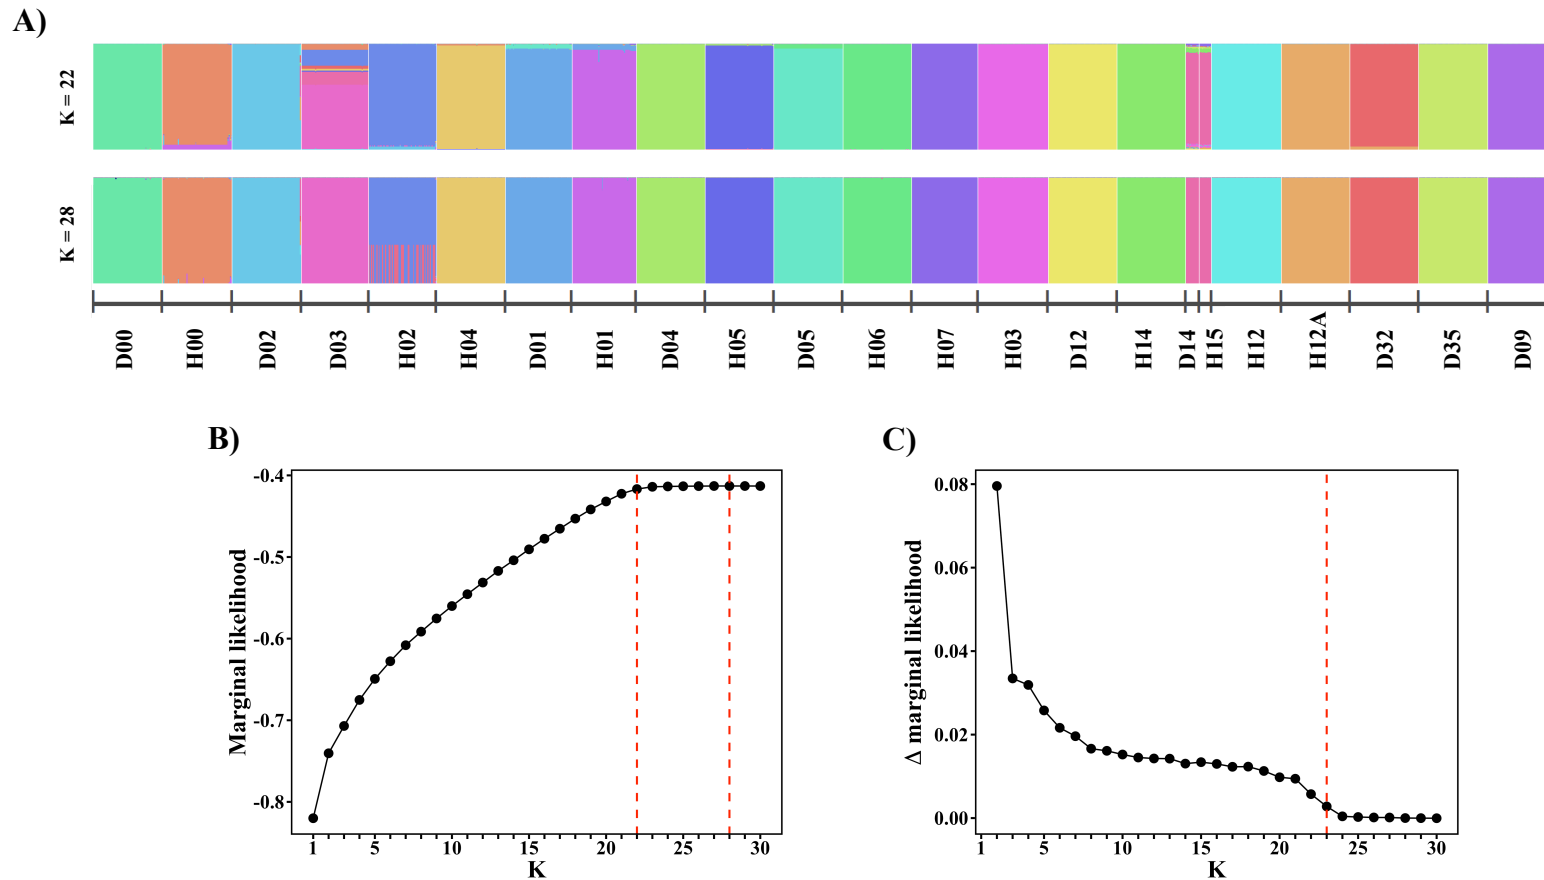 A)
K = 22
K = 28
D00 H00 D02 D03 H02 H04 D01 H01 D04 H05 D05 H06 H07 H03 D12 H14 D14 H15 H12 H12A D32 D35 D09
B)
Marginal likelihood
-0.4
-0.5
-0.6
-0.7
-0.8
1 5 10 15 20 25 30
K
C)
Δ marginal likelihood
0.08
0.06
0.04
0.02
0.00
1 5 10 15 20 25 30
K